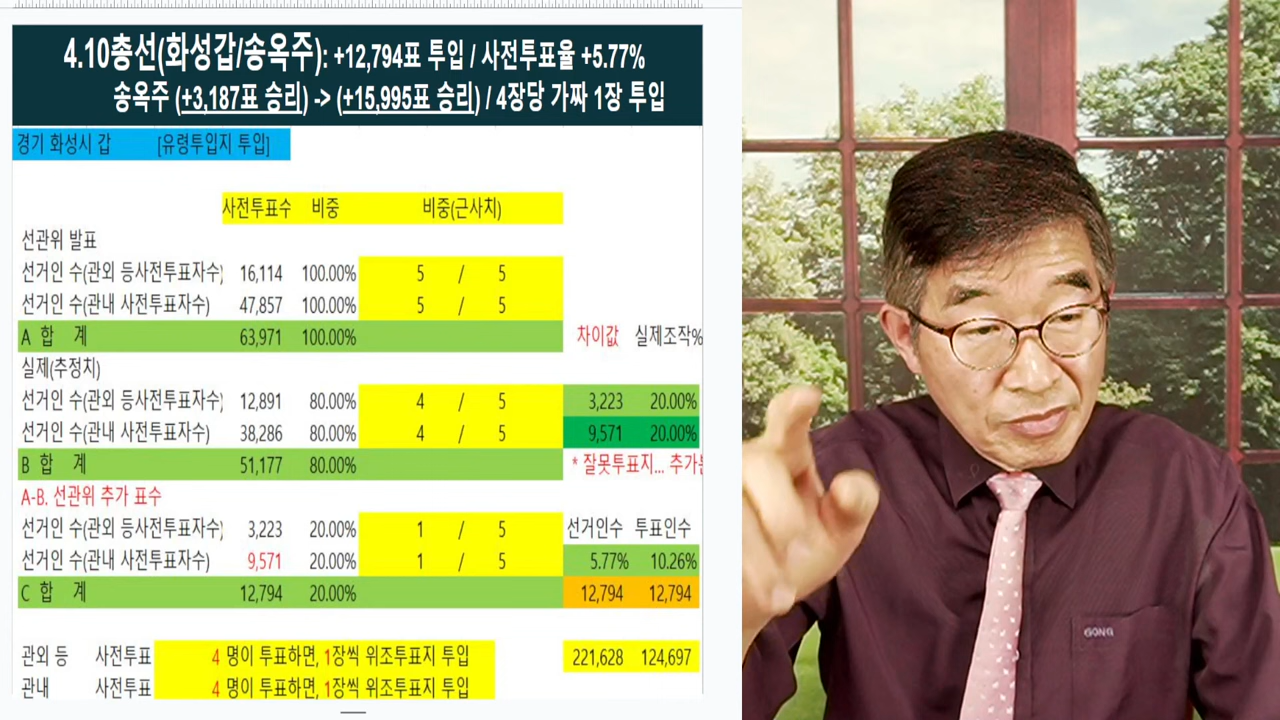 4.10총선(화성갑/송옥주): +12,794표 투입 / 사전투표율 +5.77%
송옥주 (+3,187표 승리) -> (+15,995표 승리) / 4장당 가짜 1장 투입
경기 화성시 갑 [유령투입지 투입]
사전투표수 비중 비중(근사치)
선관위 발표
선거인 수(관외 등사전투표자수) 16,114 100.00% 5 / 5
선거인 수(관내 사전투표자수) 47,857 100.00% 5 / 5
A 합 계 63,971 100.00% 차이값 실제조작%
실제(추정치)
선거인 수(관외 등사전투표자수) 12,891 80.00% 4 / 5 3,223 20.00%
선거인 수(관내 사전투표자수) 38,286 80.00% 4 / 5 9,571 20.00%
B 합 계 51,177 80.00% * 잘못투표지... 추가
A-B. 선관위 추가 표수
선거인 수(관외 등사전투표자수) 3,223 20.00% 1 / 5 선거인수 투표인수
선거인 수(관내 사전투표자수) 9,571 20.00% 1 / 5 5.77% 10.26%
C 합 계 12,794 20.00% 12,794 12,794
관외 등 사전투표 4 명이 투표하면, 1장씩 위조투표지 투입 221,628 124,697
관내 사전투표 4 명이 투표하면, 1장씩 위조투표지 투입
GONG